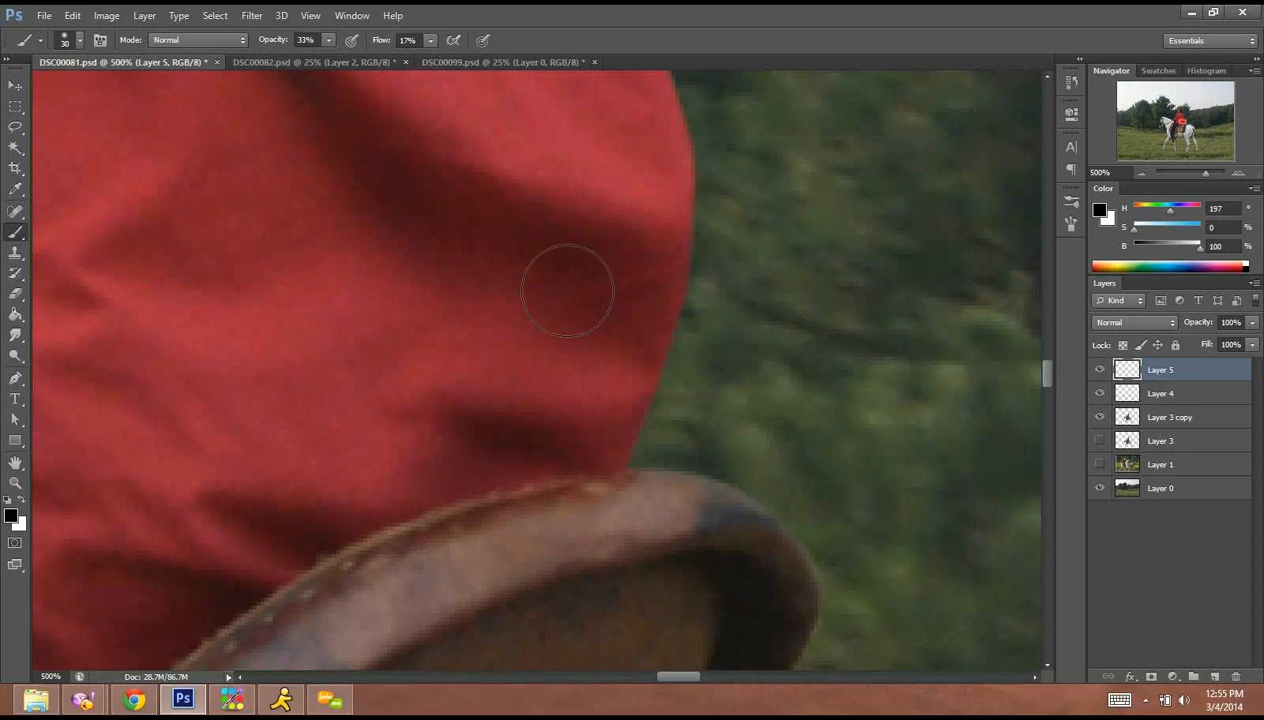 Ps File Edit Image Layer Type Select Filter 3D View Window Help
30 Mode: Normal Opacity: 33% Flow: 17% Essentials
DSC00081.psd @ 500% (Layer 5, RGB/8) * × DSC00082.psd @ 25% (Layer 2, RGB/8) * × DSC00099.psd @ 25% (Layer 0, RGB/8) * ×
Navigator Swatches Histogram
500%
Color
H 197 °
S 0 %
B 100 %
Layers
Kind
Normal Opacity: 100%
Lock: Fill: 100%
Layer 5
Layer 4
Layer 3 copy
Layer 3
Layer 1
Layer 0
500% Doc: 28.7M/86.7M
Ps
12:55 PM
3/4/2014